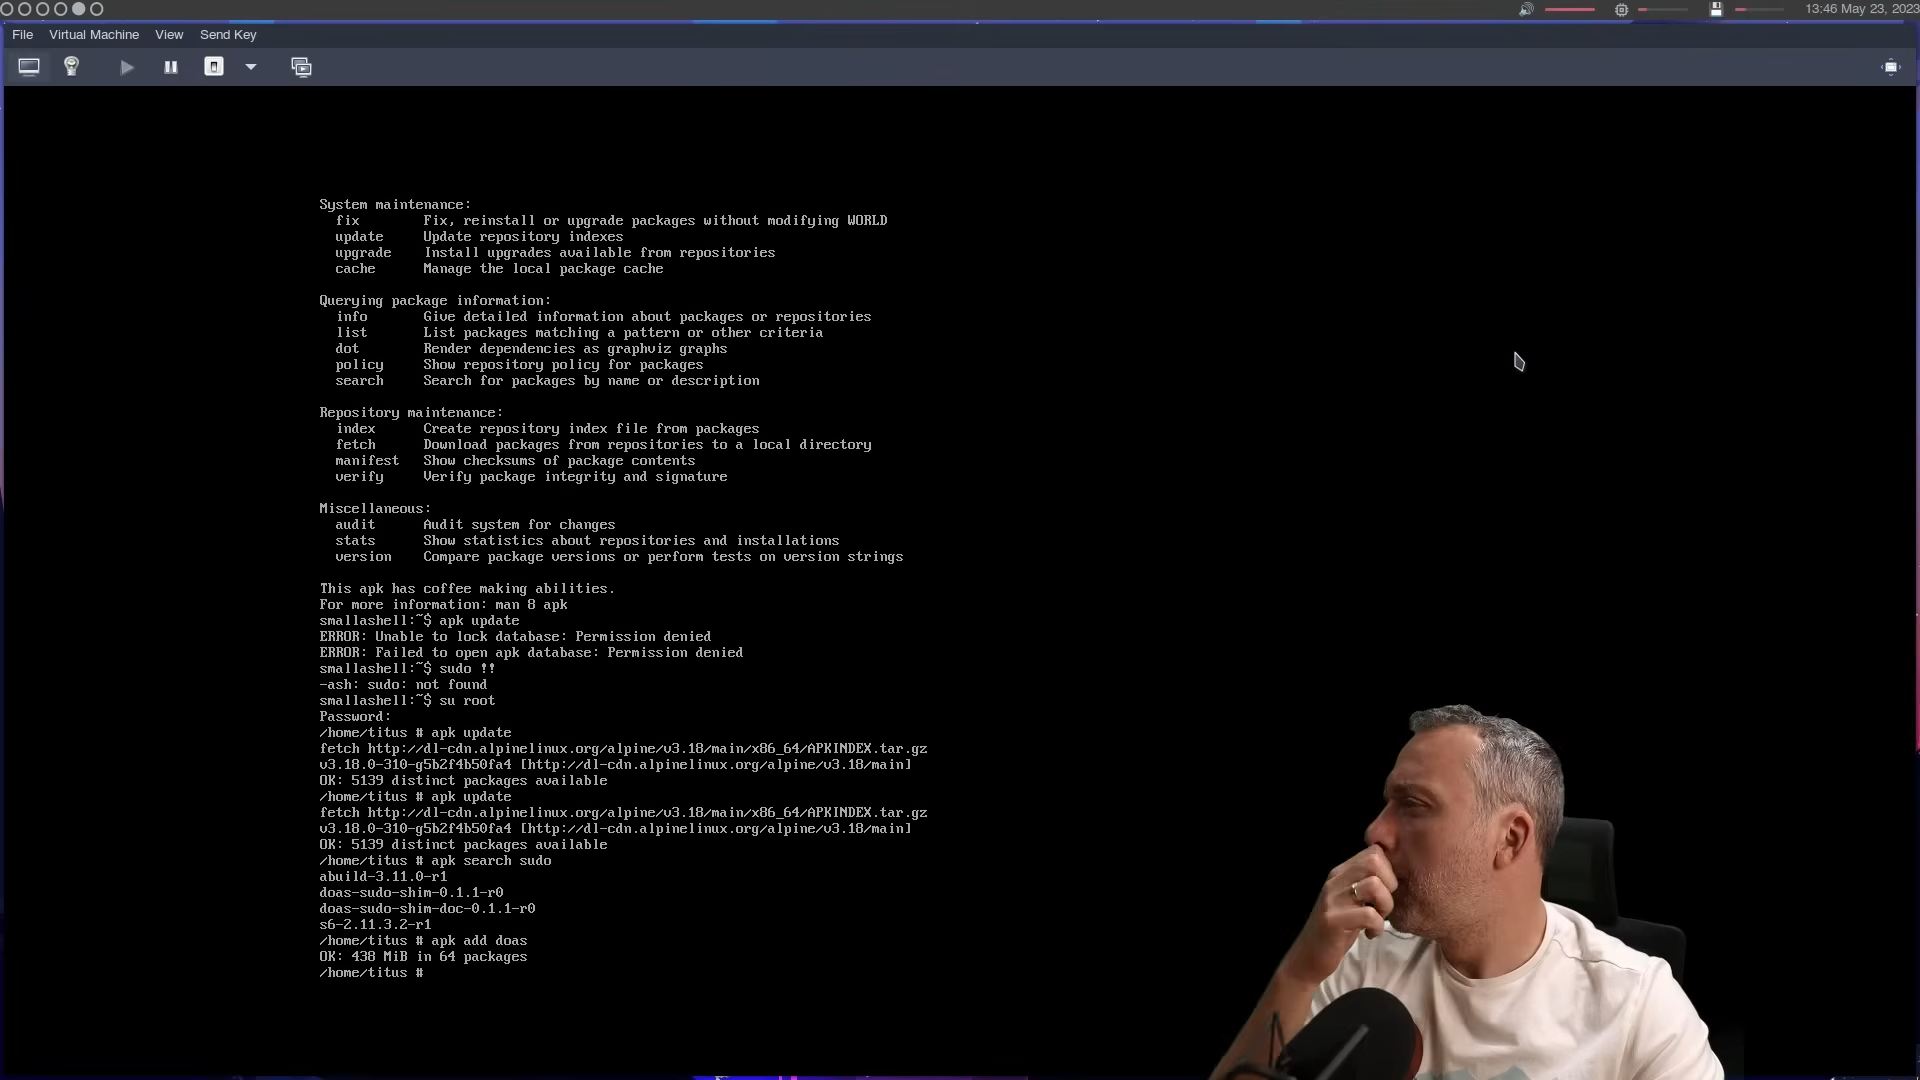 13:46 May 23, 2023
File Virtual Machine View Send Key
System maintenance:
fix Fix, reinstall or upgrade packages without modifying WORLD
update Update repository indexes
upgrade Install upgrades available from repositories
cache Manage the local package cache
Querying package information:
info Give detailed information about packages or repositories
list List packages matching a pattern or other criteria
dot Render dependencies as graphviz graphs
policy Show repository policy for packages
search Search for packages by name or description
Repository maintenance:
index Create repository index file from packages
fetch Download packages from repositories to a local directory
manifest Show checksums of package contents
verify Verify package integrity and signature
Miscellaneous:
audit Audit system for changes
stats Show statistics about repositories and installations
version Compare package versions or perform tests on version strings
This apk has coffee making abilities.
For more information: man 8 apk
smallashell:~$ apk update
ERROR: Unable to lock database: Permission denied
ERROR: Failed to open apk database: Permission denied
smallashell:~$ sudo !!
-ash: sudo: not found
smallashell:~$ su root
Password:
/home/titus # apk update
fetch http://dl-cdn.alpinelinux.org/alpine/v3.18/main/x86_64/APKINDEX.tar.gz
v3.18.0-310-g5b2f4b50fa4 [http://dl-cdn.alpinelinux.org/alpine/v3.18/main]
OK: 5139 distinct packages available
/home/titus # apk update
fetch http://dl-cdn.alpinelinux.org/alpine/v3.18/main/x86_64/APKINDEX.tar.gz
v3.18.0-310-g5b2f4b50fa4 [http://dl-cdn.alpinelinux.org/alpine/v3.18/main]
OK: 5139 distinct packages available
/home/titus # apk search sudo
abuild-3.11.0-r1
doas-sudo-shim-0.1.1-r0
doas-sudo-shim-doc-0.1.1-r0
s6-2.11.3.2-r1
/home/titus # apk add doas
OK: 438 MiB in 64 packages
/home/titus #